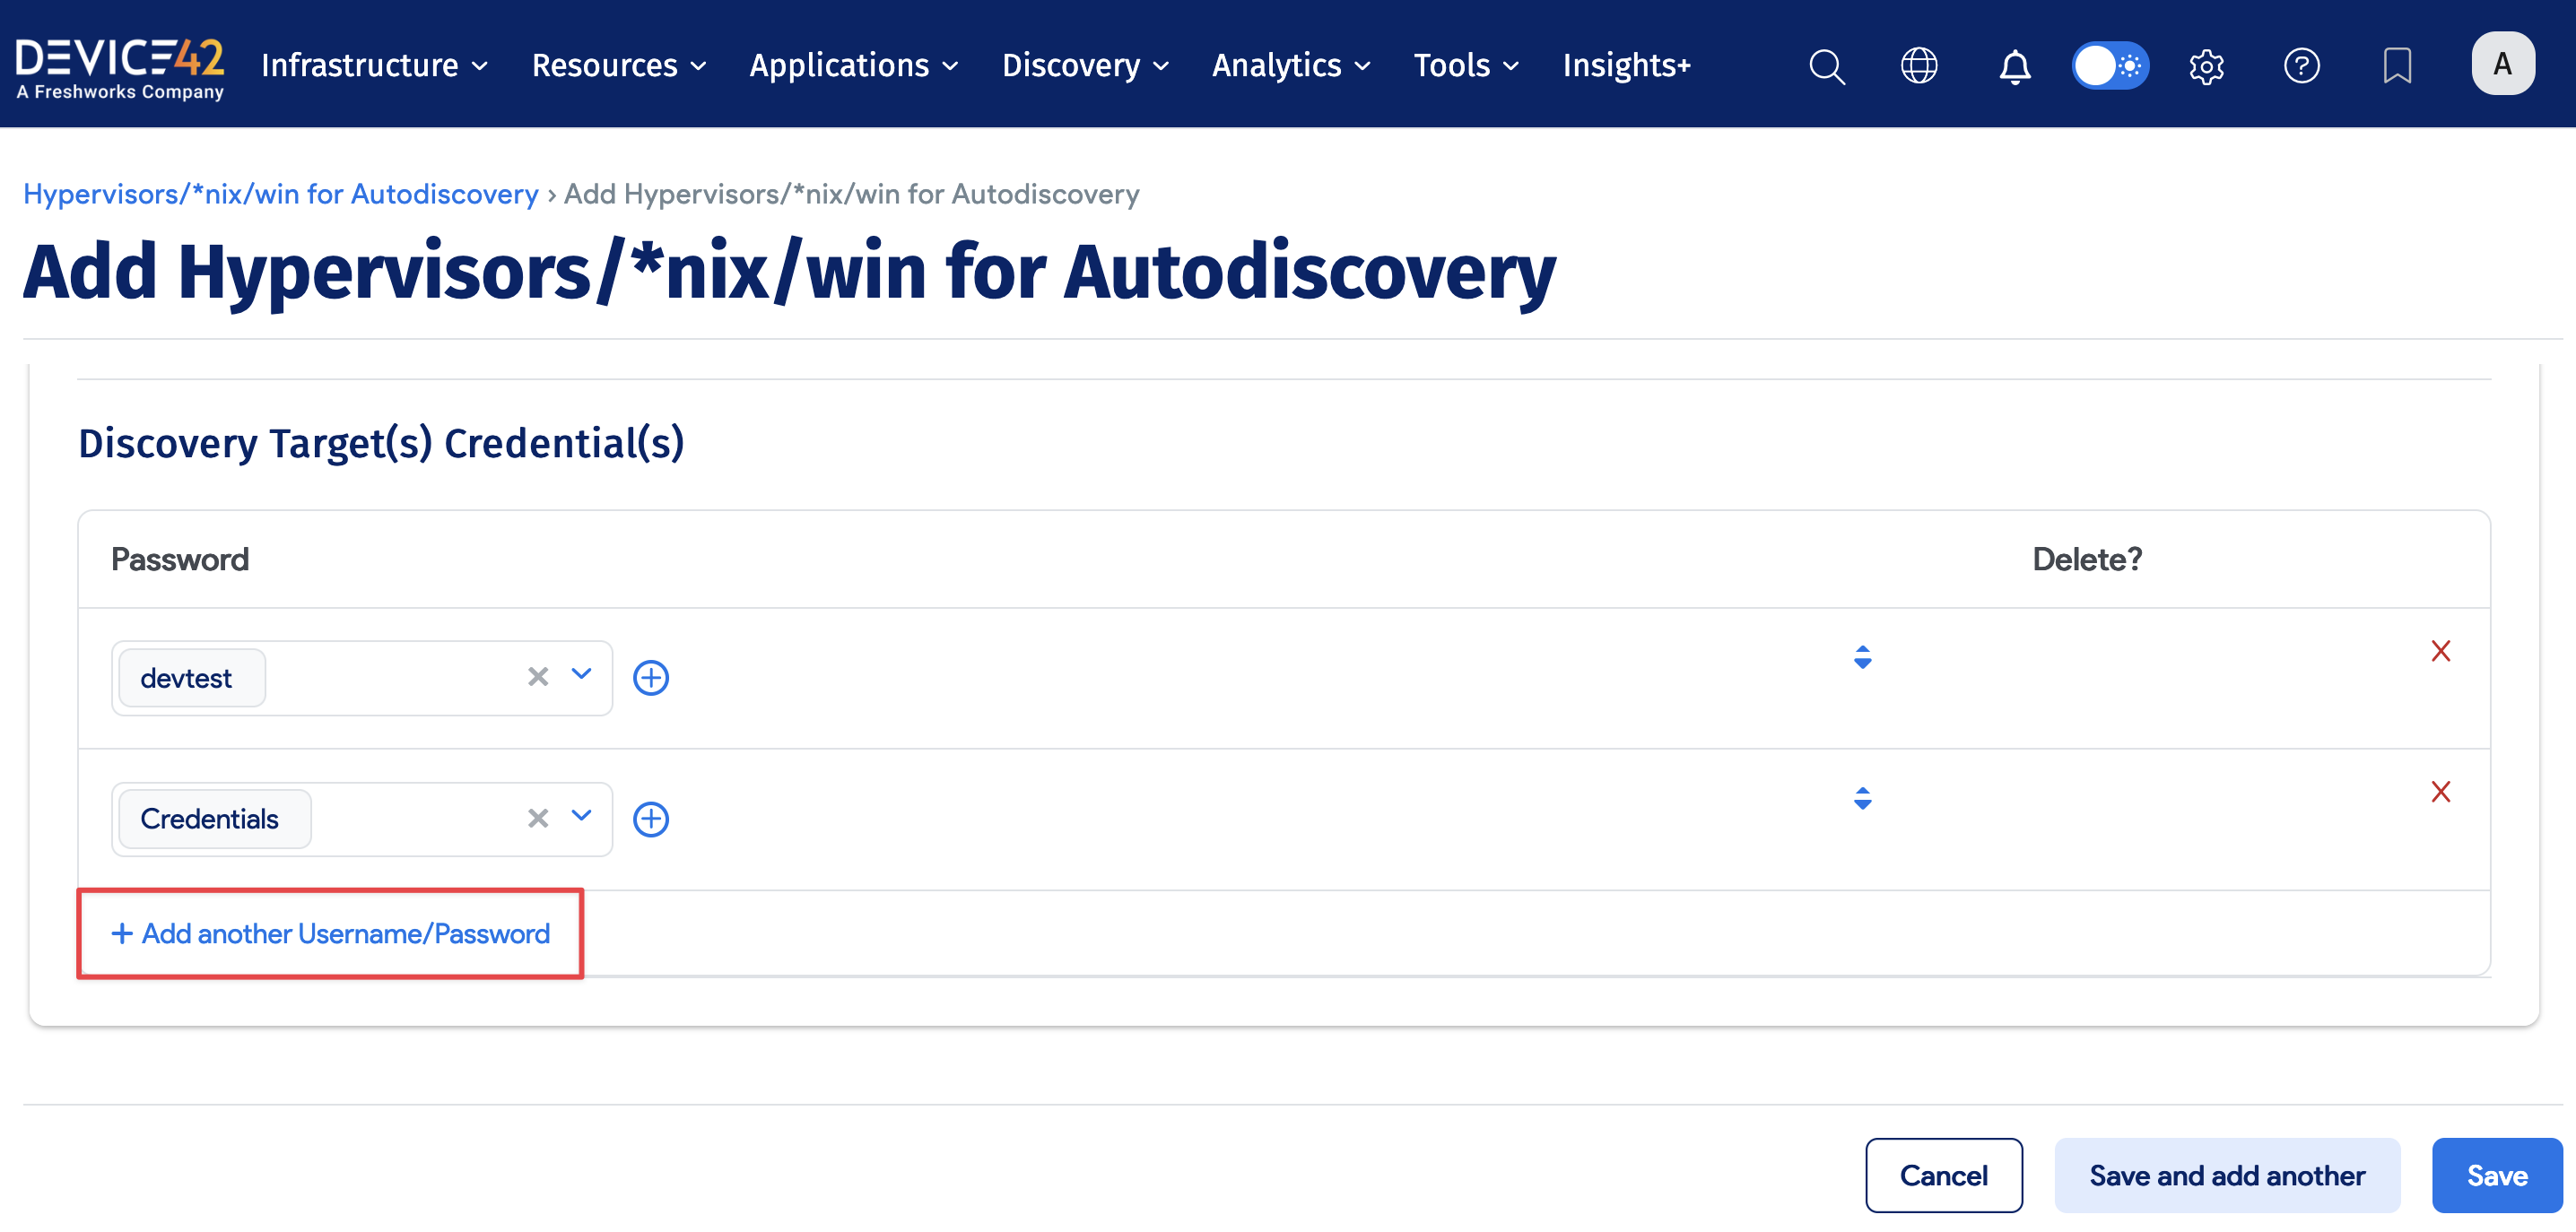 DEVICE42
A Freshworks Company
Infrastructure Resources Applications Discovery Analytics Tools Insights+
A
Hypervisors/*nix/win for Autodiscovery › Add Hypervisors/*nix/win for Autodiscovery
Add Hypervisors/*nix/win for Autodiscovery
Discovery Target(s) Credential(s)
Password Delete?
devtest
Credentials
+ Add another Username/Password
Cancel Save and add another Save